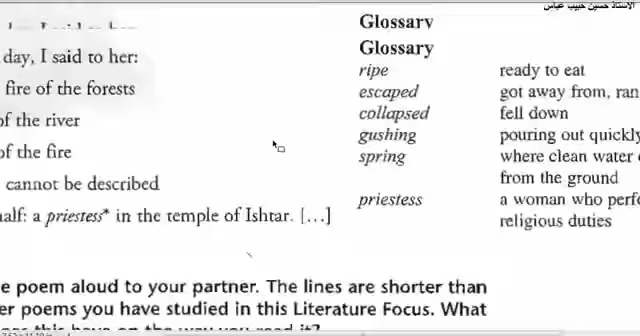 الاستاذ حسين حبيب عباس
day, I said to her:
fire of the forests
of the river
of the fire
cannot be described
half: a priestess* in the temple of Ishtar. [...]
Glossary
Glossary
ripe ready to eat
escaped got away from, ran
collapsed fell down
gushing pouring out quickly
spring where clean water
from the ground
priestess a woman who
religious duties
poem aloud to your partner. The lines are shorter than
poems you have studied in this Literature Focus. What